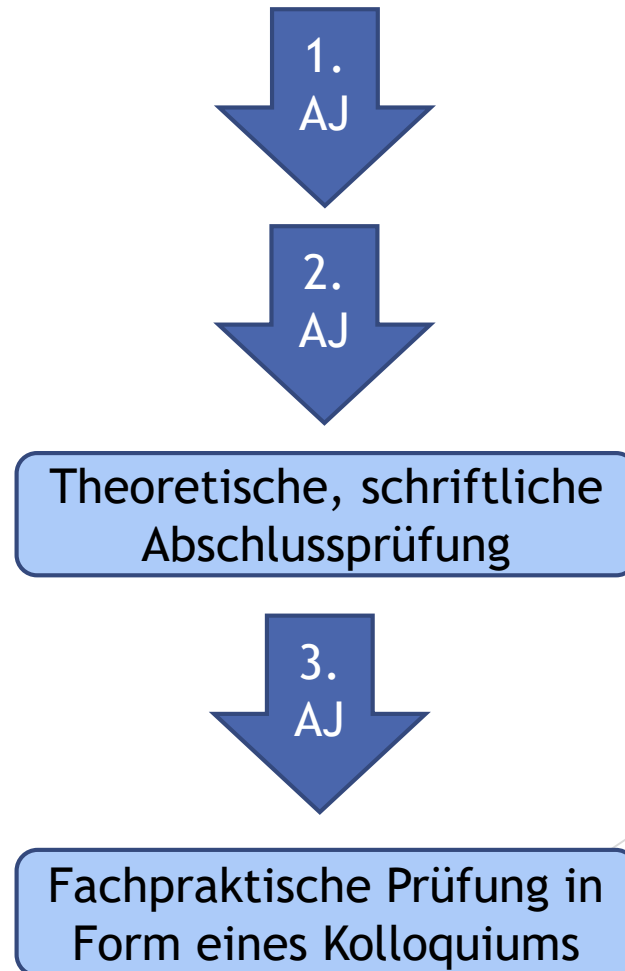 1.
AJ
2.
AJ
Theoretische, schriftliche
Abschlussprüfung
3.
AJ
Fachpraktische Prüfung in
Form eines Kolloquiums